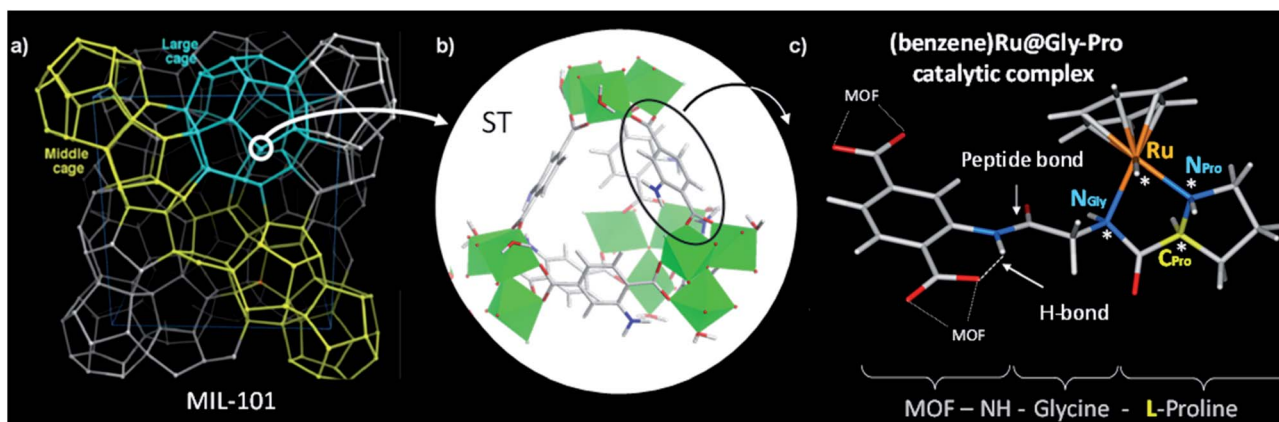 a)
Large
cage
Middle
cage
MIL-101
b)
ST
c)
(benzene)Ru@Gly-Pro
catalytic complex
MOF
Peptide bond
Ru
*
NPro
*
NGly
*
CPro
*
H-bond
MOF
MOF – NH - Glycine - L-Proline